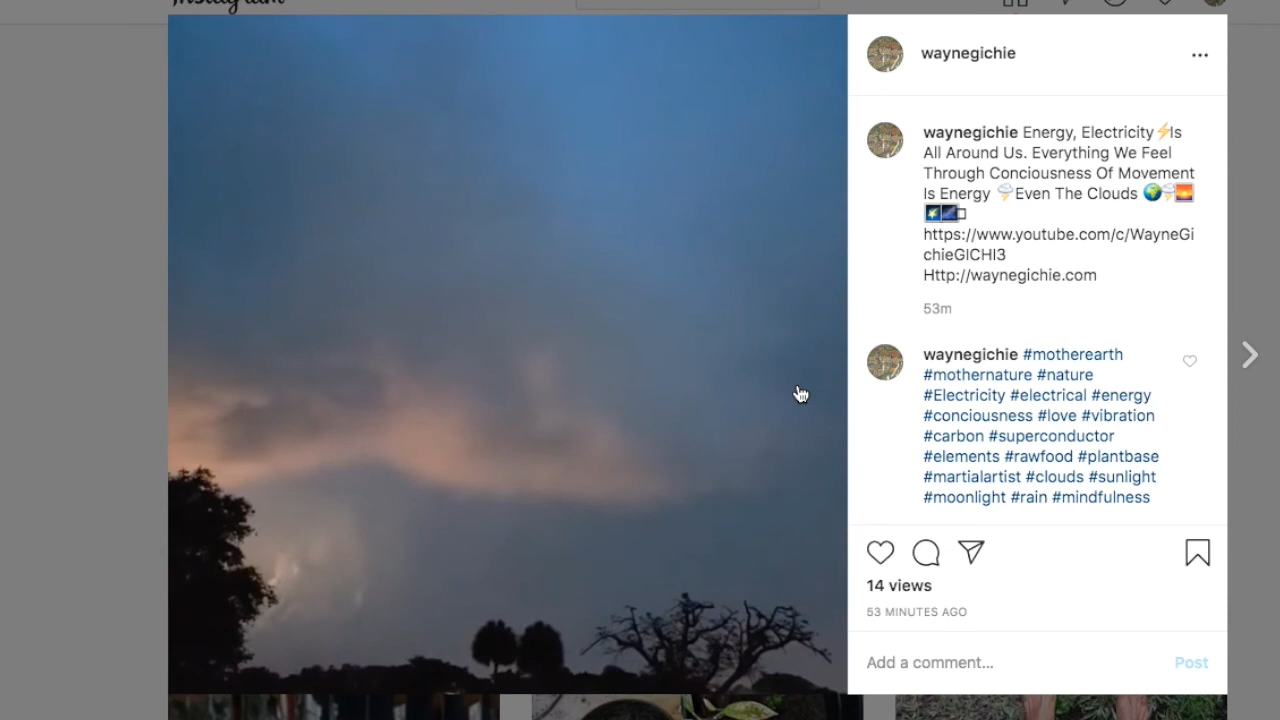 Instagram
waynegichie
waynegichie Energy, Electricity⚡Is
All Around Us. Everything We Feel
Through Conciousness Of Movement
Is Energy 🌩Even The Clouds 🌍🌩🌅
🎇🌌
https://www.youtube.com/c/WayneGi
chieGICHI3
Http://waynegichie.com
53m
waynegichie #motherearth
#mothernature #nature
#Electricity #electrical #energy
#conciousness #love #vibration
#carbon #superconductor
#elements #rawfood #plantbase
#martialartist #clouds #sunlight
#moonlight #rain #mindfulness
14 views
53 MINUTES AGO
Add a comment...
Post